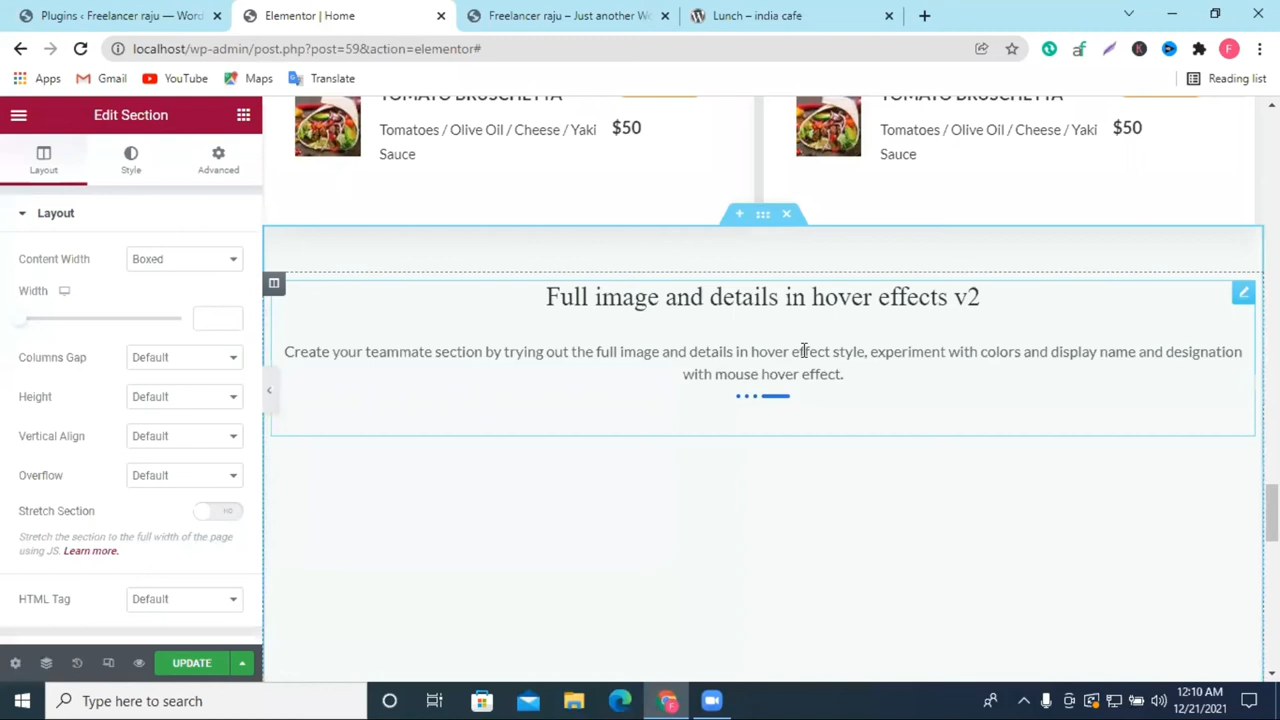 Plugins ‹ Freelancer raju — Word
Elementor | Home
Freelancer raju – Just another Wo
Lunch – india cafe
localhost/wp-admin/post.php?post=59&action=elementor#
Apps
Gmail
YouTube
Maps
Translate
Reading list
Edit Section
Layout
Style
Advanced
Layout
Content Width
Boxed
Width
Columns Gap
Default
Height
Default
Vertical Align
Default
Overflow
Default
Stretch Section
NO
Stretch the section to the full width of the page
using JS. Learn more.
HTML Tag
Default
UPDATE
TOMATO BRUSCHETTA
Tomatoes / Olive Oil / Cheese / Yaki
Sauce
$50
TOMATO BRUSCHETTA
Tomatoes / Olive Oil / Cheese / Yaki
Sauce
$50
Full image and details in hover effects v2
Create your teammate section by trying out the full image and details in hover effect style, experiment with colors and display name and designation
with mouse hover effect.
Type here to search
12:10 AM
12/21/2021